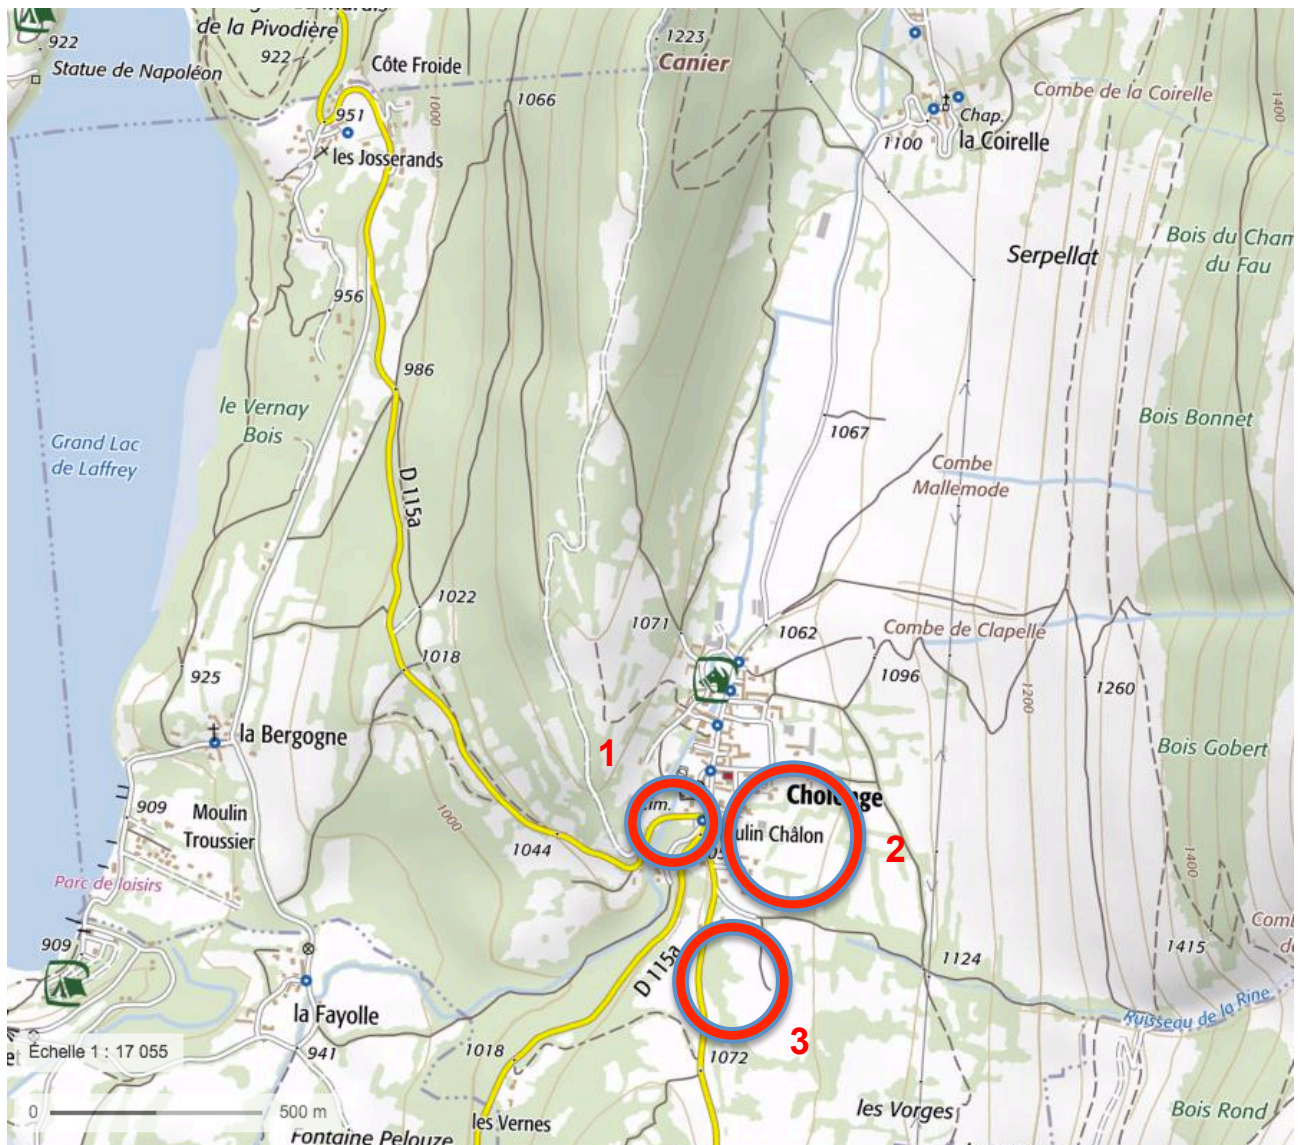 de la Pivodière
922
922
Statue de Napoléon
Côte Froide
1223
Canier
1066
1000
951
les Josserands
Combe de la Coirelle
1400
Chap.
1100
la Coirelle
Serpellat
Bois du Cham
du Fau
956
986
le Vernay
Bois
Grand Lac
de Laffrey
D 115a
1067
Bois Bonnet
Combe
Mallemode
1022
1071
1062
Combe de Clapelle
1018
925
1096
1200
1260
la Bergogne
Bois Gobert
1
909
Moulin
Troussier
1000
1044
Cholonge
ulin Châlon
2
1400
Parc de loisirs
909
1415
D 115a
1124
Ruisseau de la Rine
la Fayolle
3
941
1018
1072
Échelle 1 : 17 055
0
500 m
les Vernes
les Vorges
Bois Rond
Fontaine Pelouze